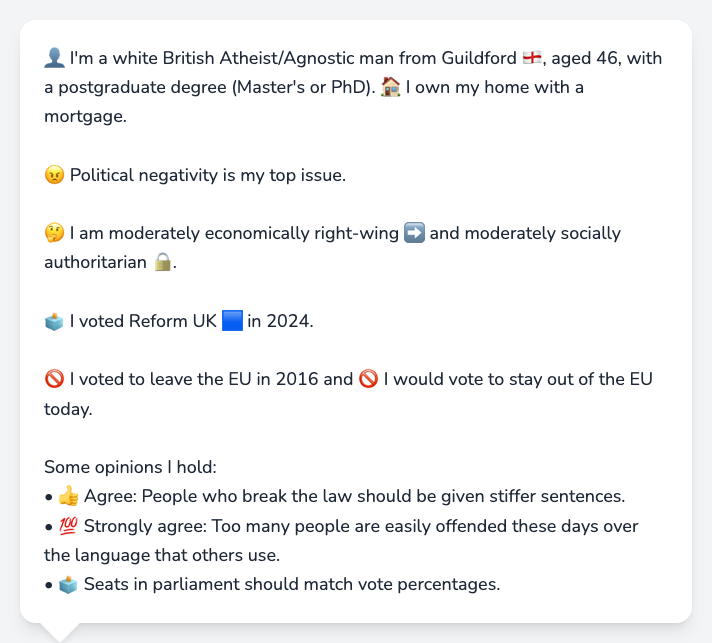 👤 I'm a white British Atheist/Agnostic man from Guildford 🏴󠁧󠁢󠁥󠁮󠁧󠁿, aged 46, with
a postgraduate degree (Master's or PhD). 🏠 I own my home with a
mortgage.
😠 Political negativity is my top issue.
🤔 I am moderately economically right-wing ➡️ and moderately socially
authoritarian 🔒.
🗳️ I voted Reform UK 🟦 in 2024.
🚫 I voted to leave the EU in 2016 and 🚫 I would vote to stay out of the EU
today.
Some opinions I hold:
• 👍 Agree: People who break the law should be given stiffer sentences.
• 💯 Strongly agree: Too many people are easily offended these days over
the language that others use.
• 🗳️ Seats in parliament should match vote percentages.